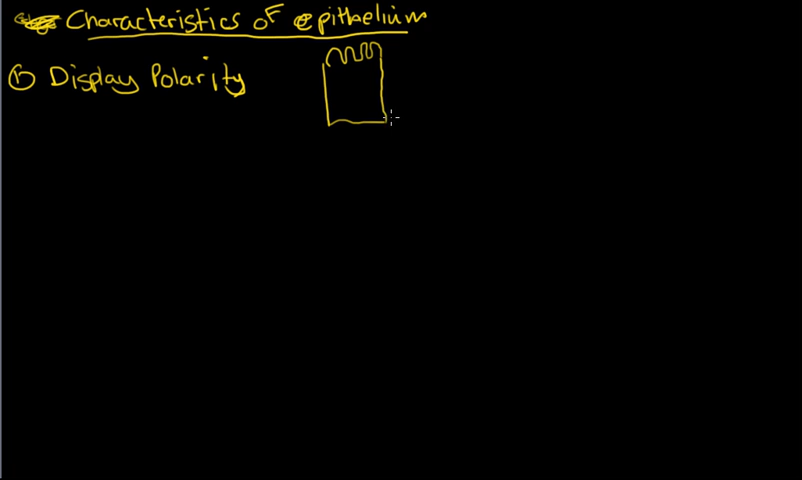 Characteristics of epithelium
① Display Polarity